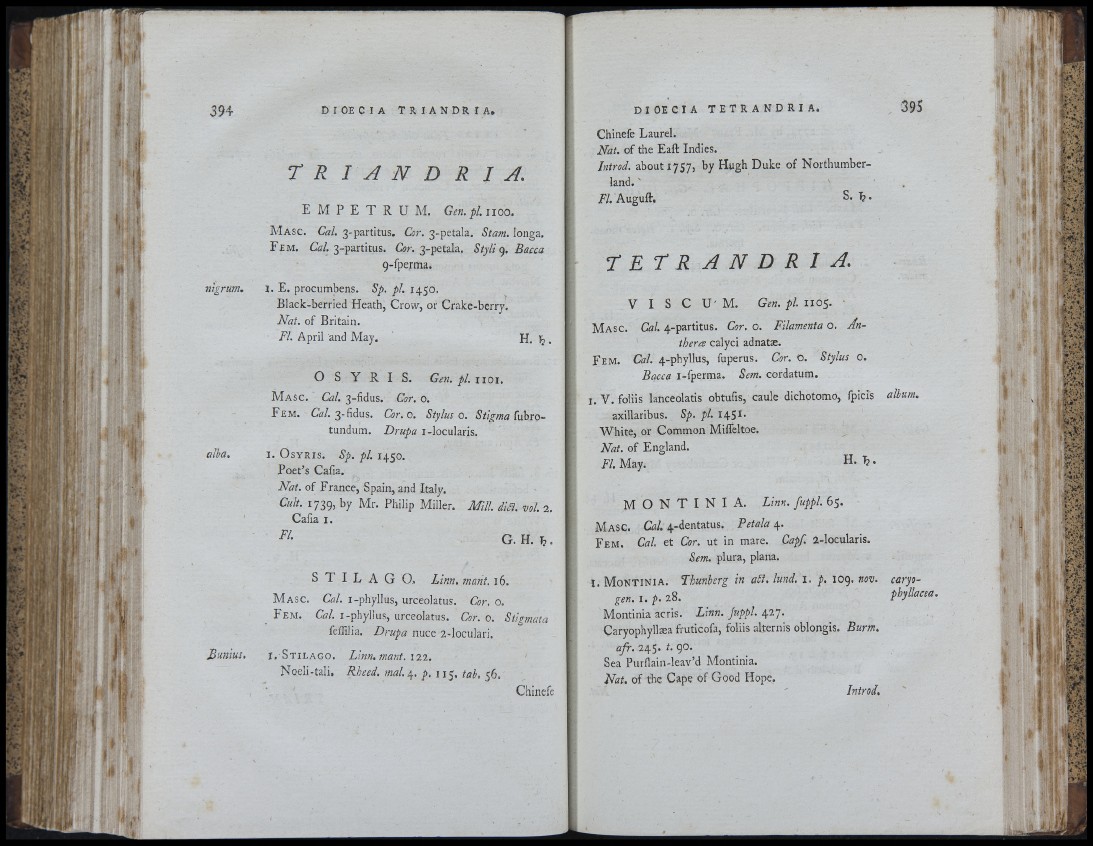 394 DIOECIA TRIANDRIA.
TRIANDRIA.
EMPETRUM. Gen. pl. 1100.
MASC. Cal. 3-partitus. Cor. 3-petala. Stam. longa.
FEM. Cal. 3-partitus. Cor. 3-petala. Styli 9. Bacca
9-ſperma.
nigrum. 1. E. procumbens. Sp. pl. 1450.
Black-berried Heath, Crow, or Crake-berry.
Nat. of Britain.
Fl. April and May. H. ♄.
OSYRIS. Gen. pl. 1101.
MASC. Cal. 3-fidus. Cor. 0.
FEM. Cal. 3-fidus. Cor. 0. Stylus 0. Stigma ſubro-
tundum. Drupa 1-locularis.
alba. 1. OSYRIS. Sp. pl. 1450.
Poet's Caſia.
Nat. of France, Spain, and Italy.
Cult. 1739, by Mr. Philip Miller. Mill. dict. vol. 2.
Caſia 1.
Fl. G. H. ♄.
STILAGO. Linn. mant. 16.
MASC. Cal. 1-phyllus, urceolatus. Cor. 0.
FEM. Cal. 1-phyllus, urceolatus. Cor. 0. Stigmata
ſeſſilia. Drupa nuce 2-loculari.
Bunius. 1. STILAGO. Linn. mant. 122.
Noeli-tali. Rheed. mal. 4. p. 115. tab. 56.
Chineſe
DIOECIA TETRANDRIA. 395
Chineſe Laurel.
Nat. of the Eaſt Indies.
Introd. about 1757, by Hugh Duke of Northumber-
land.
Fl. Auguſt. S. ♄.
TETRANDRIA.
VISCUM. Gen. pl. 1105.
MASC. Cal. 4-partitus. Cor. 0. Filamenta 0. An-
theræ calyci adnatæ.
FEM. Cal. 4-phyllus, ſuperus. Cor. 0. Stylus 0.
Bacca 1-ſperma. Sem. cordatum.
1. V. foliis lanceolatis obtuſis, caule dichotomo, ſpicis album.
axillaribus. Sp. pl. 1451.
White, or Common Miſſeltoe.
Nat. of England.
Fl. May. H. ♄.
MONTINIA. Linn. ſuppl. 65.
MASC. Cal. 4-dentatus. Petala 4.
FEM. Cal. et Cor. ut in mare. Capſ. 2-locularis.
Sem. plura, plana.
1. MONTINIA. Thunberg in act. lund. 1. p. 109. nov. caryo-
gen. 1. p. 28. phyllacea.
Montinia acris. Linn. ſuppl. 427.
Caryophyllæa fruticoſa, foliis alternis oblongis. Burm.
afr. 245. t. 90.
Sea Purſlain-leav'd Montinia.
Nat. of the Cape of Good Hope.
Introd.